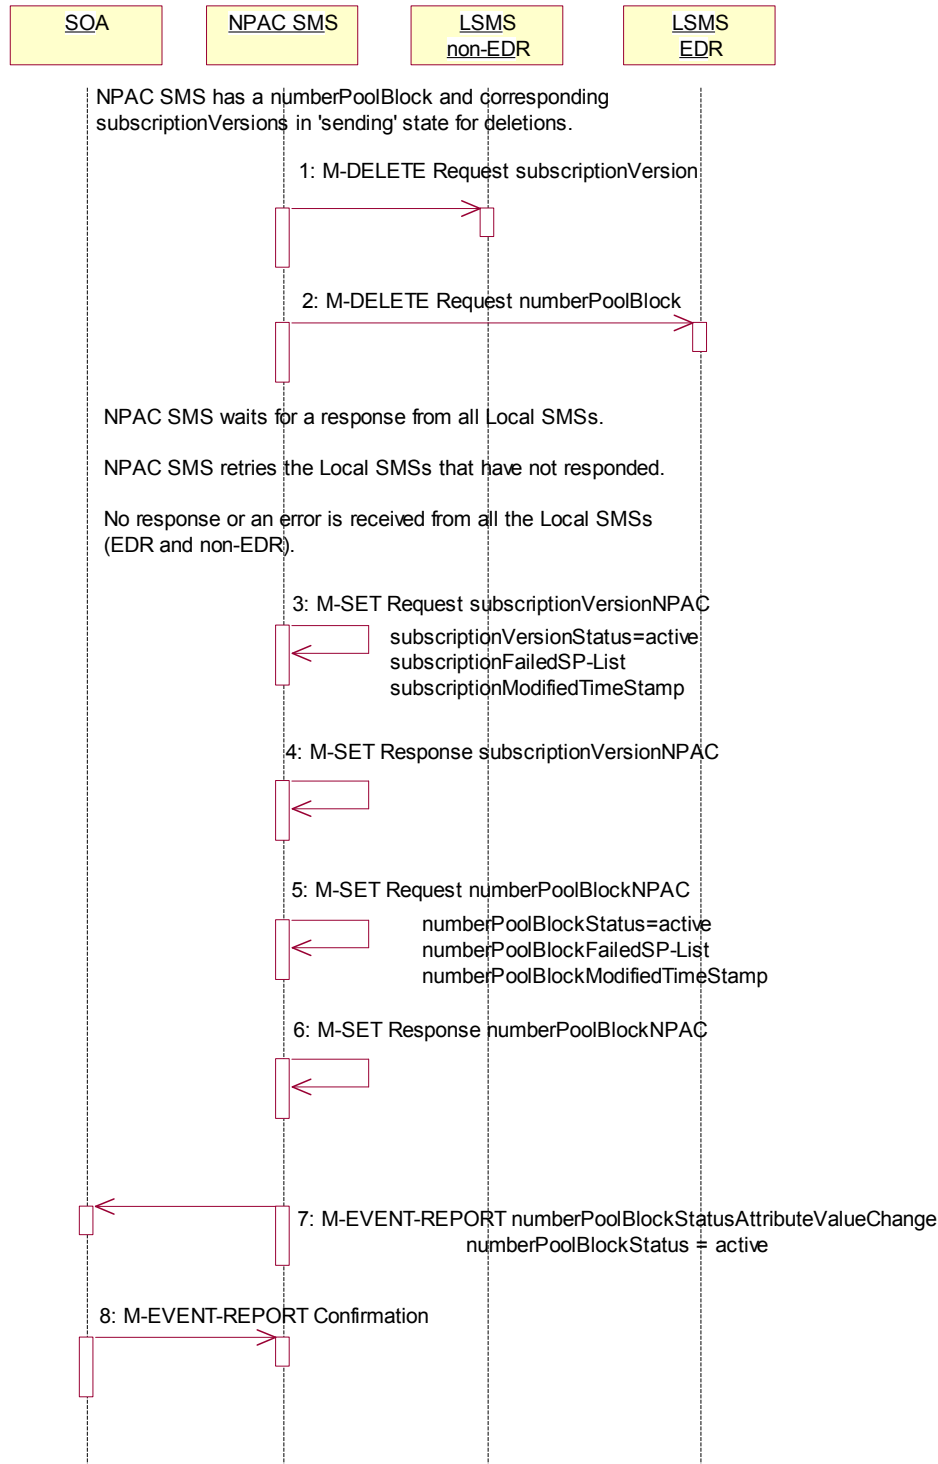 SOA
NPAC SMS
LSMS
non-EDR
LSMS
EDR
NPAC SMS has a numberPoolBlock and corresponding
subscriptionVersions in 'sending' state for deletions.
1: M-DELETE Request subscriptionVersion
2: M-DELETE Request numberPoolBlock
NPAC SMS waits for a response from all Local SMSs.
NPAC SMS retries the Local SMSs that have not responded.
No response or an error is received from all the Local SMSs
(EDR and non-EDR).
3: M-SET Request subscriptionVersionNPAC
subscriptionVersionStatus=active
subscriptionFailedSP-List
subscriptionModifiedTimeStamp
4: M-SET Response subscriptionVersionNPAC
5: M-SET Request numberPoolBlockNPAC
numberPoolBlockStatus=active
numberPoolBlockFailedSP-List
numberPoolBlockModifiedTimeStamp
6: M-SET Response numberPoolBlockNPAC
7: M-EVENT-REPORT numberPoolBlockStatusAttributeValueChange
numberPoolBlockStatus = active
8: M-EVENT-REPORT Confirmation